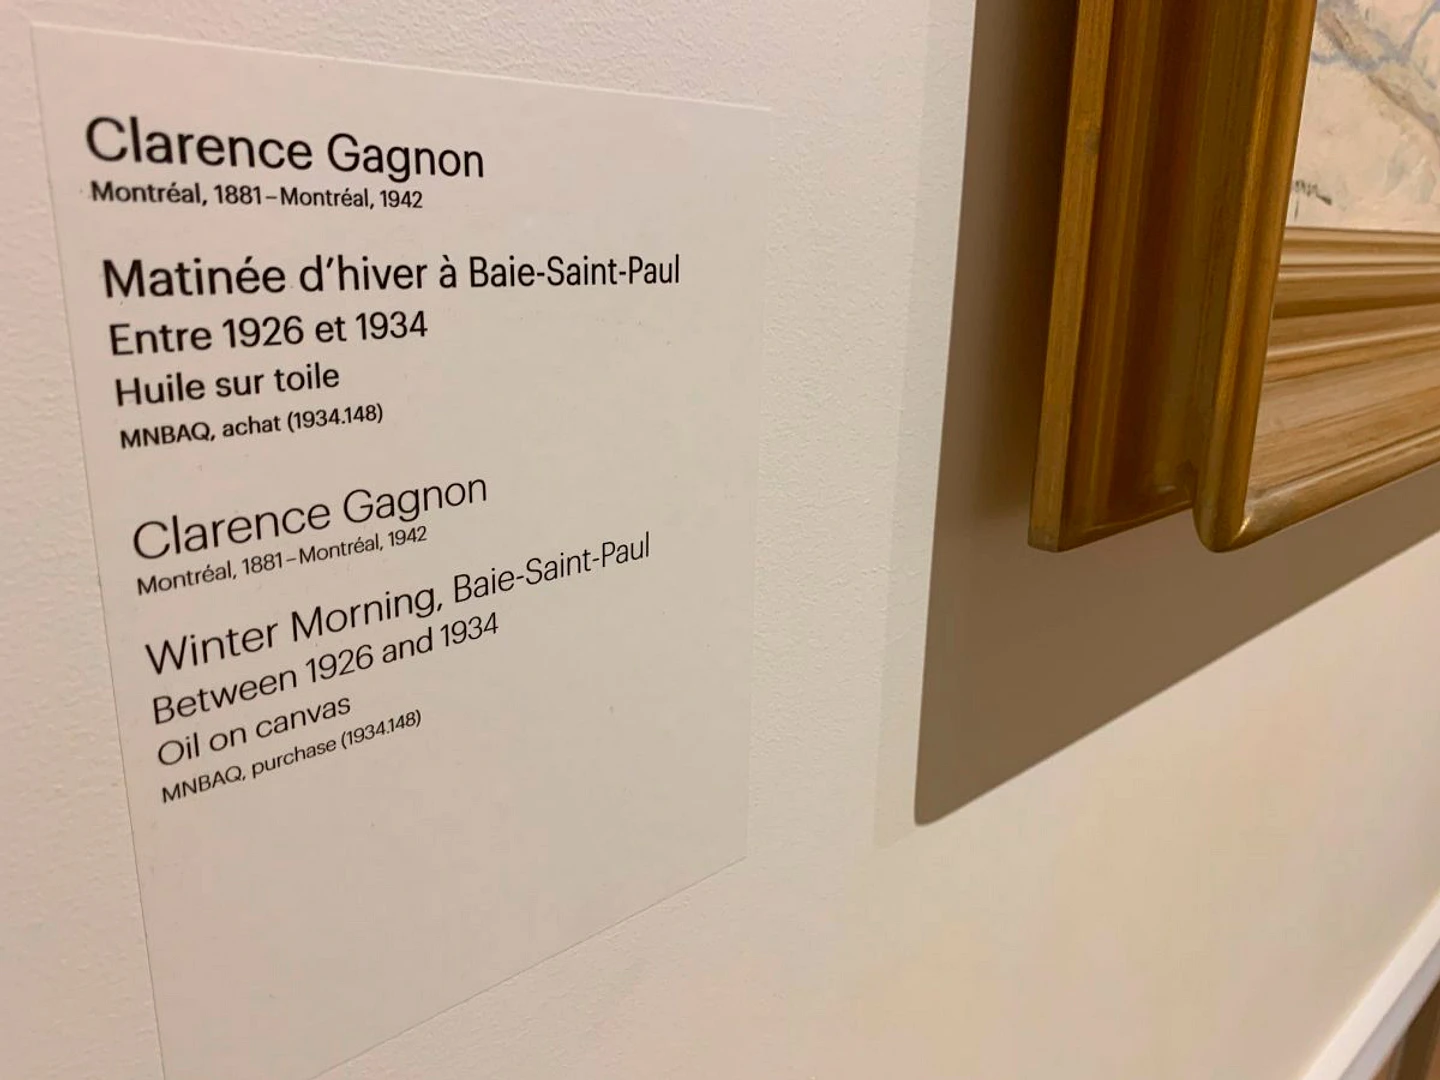 Clarence Gagnon
Montréal, 1881–Montréal, 1942
Matinée d’hiver à Baie-Saint-Paul
Entre 1926 et 1934
Huile sur toile
MNBAQ, achat (1934.148)
Clarence Gagnon
Montréal, 1881–Montréal, 1942
Winter Morning, Baie-Saint-Paul
Between 1926 and 1934
Oil on canvas
MNBAQ, purchase (1934.148)